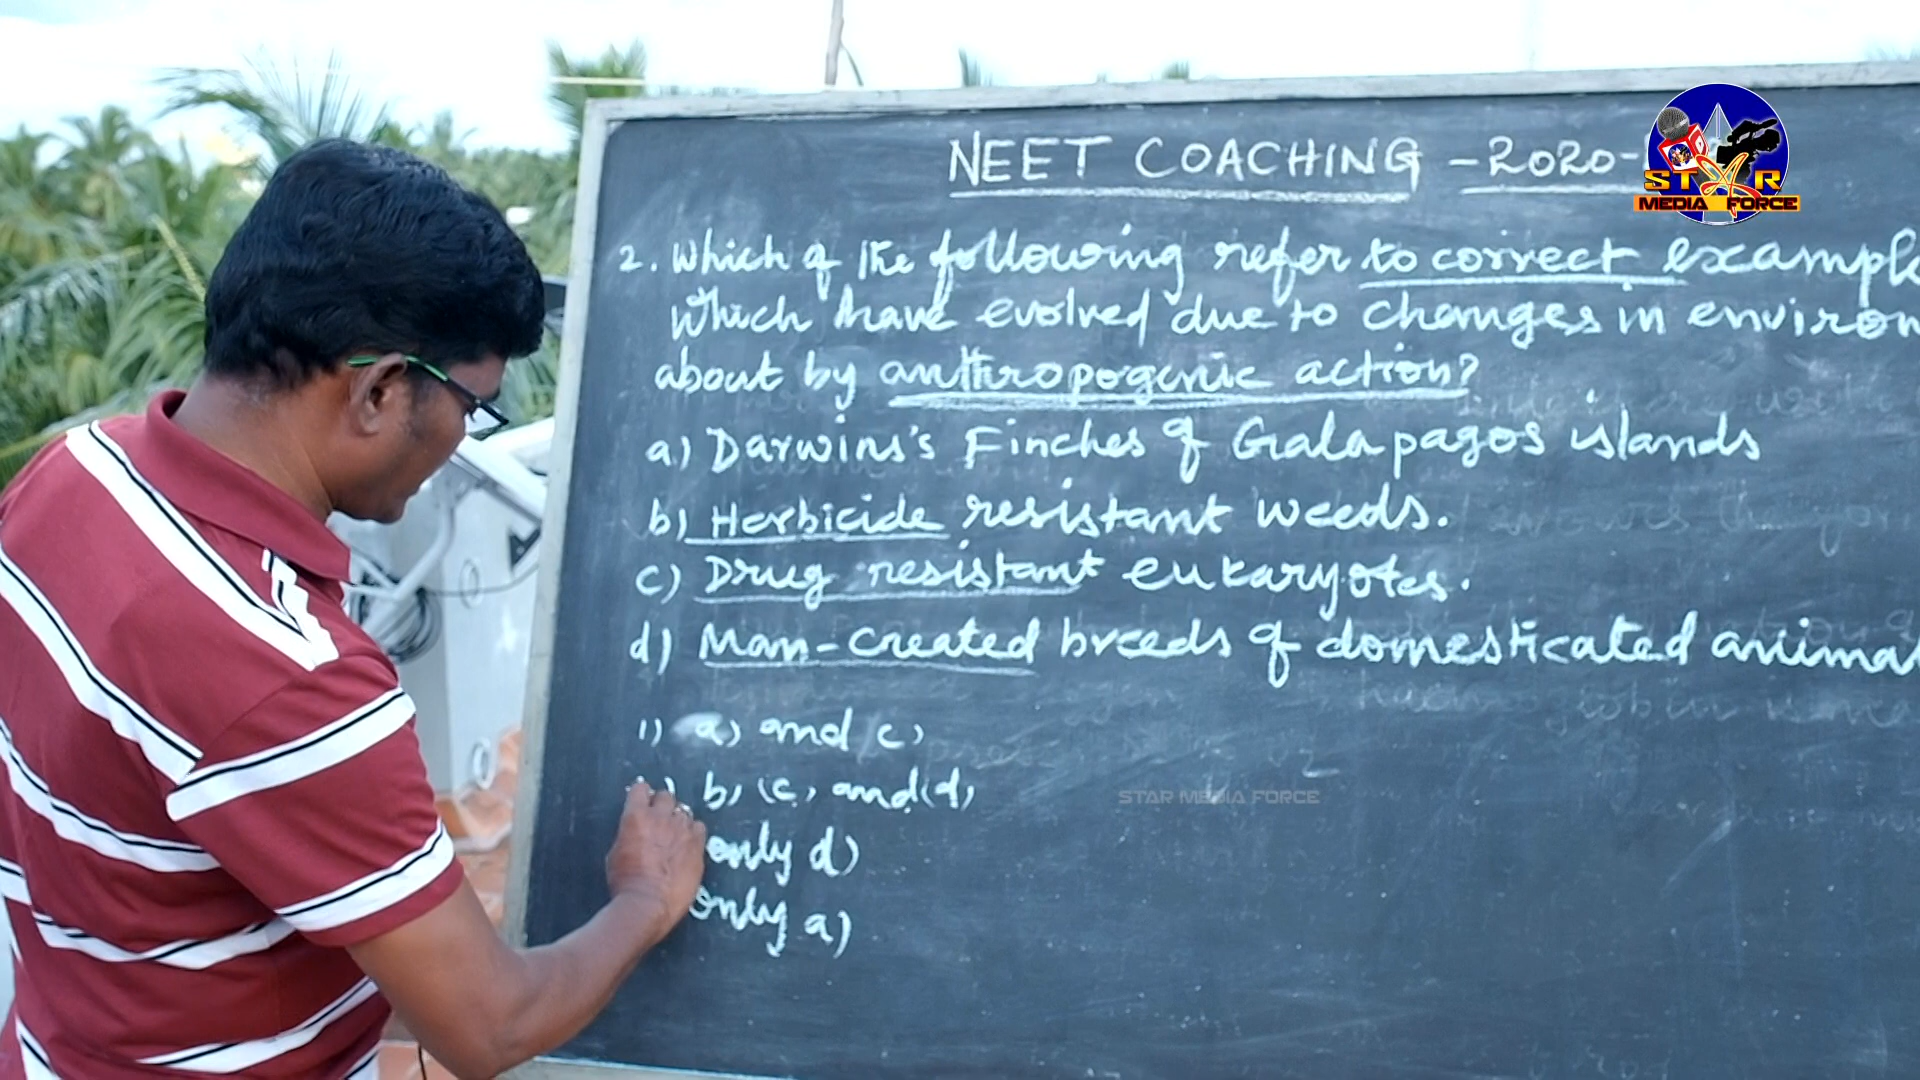 NEET COACHING -2020-
STAR
MEDIA FORCE
2. Which of the following refer to correct example
Which have evolved due to changes in environ
about by anthropogenic action?
a) Darwins's Finches of Galapagos islands
b) Herbicide resistant weeds.
c) Drug resistant eukaryotes.
d) Man-created breeds of domesticated animal
1) a) and c)
b) (c) and (d)
STAR MEDIA FORCE
only d)
only a)